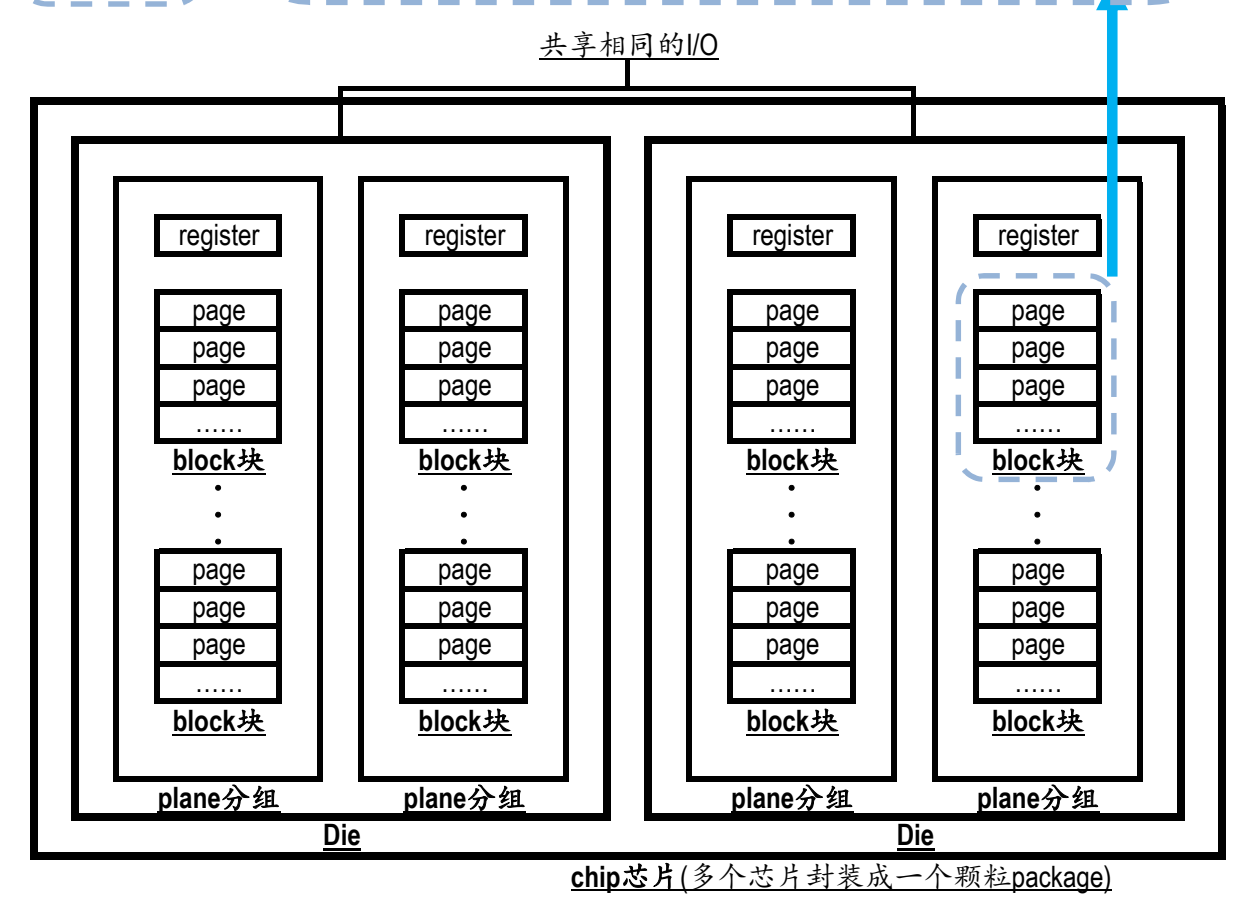 共享相同的I/O
register register register register
page page page page
page page page page
page page page page
…… …… …… ……
block块 block块 block块 block块
page page page page
page page page page
page page page page
…… …… …… ……
block块 block块 block块 block块
plane分组 plane分组 plane分组 plane分组
Die Die
chip芯片(多个芯片封装成一个颗粒package)